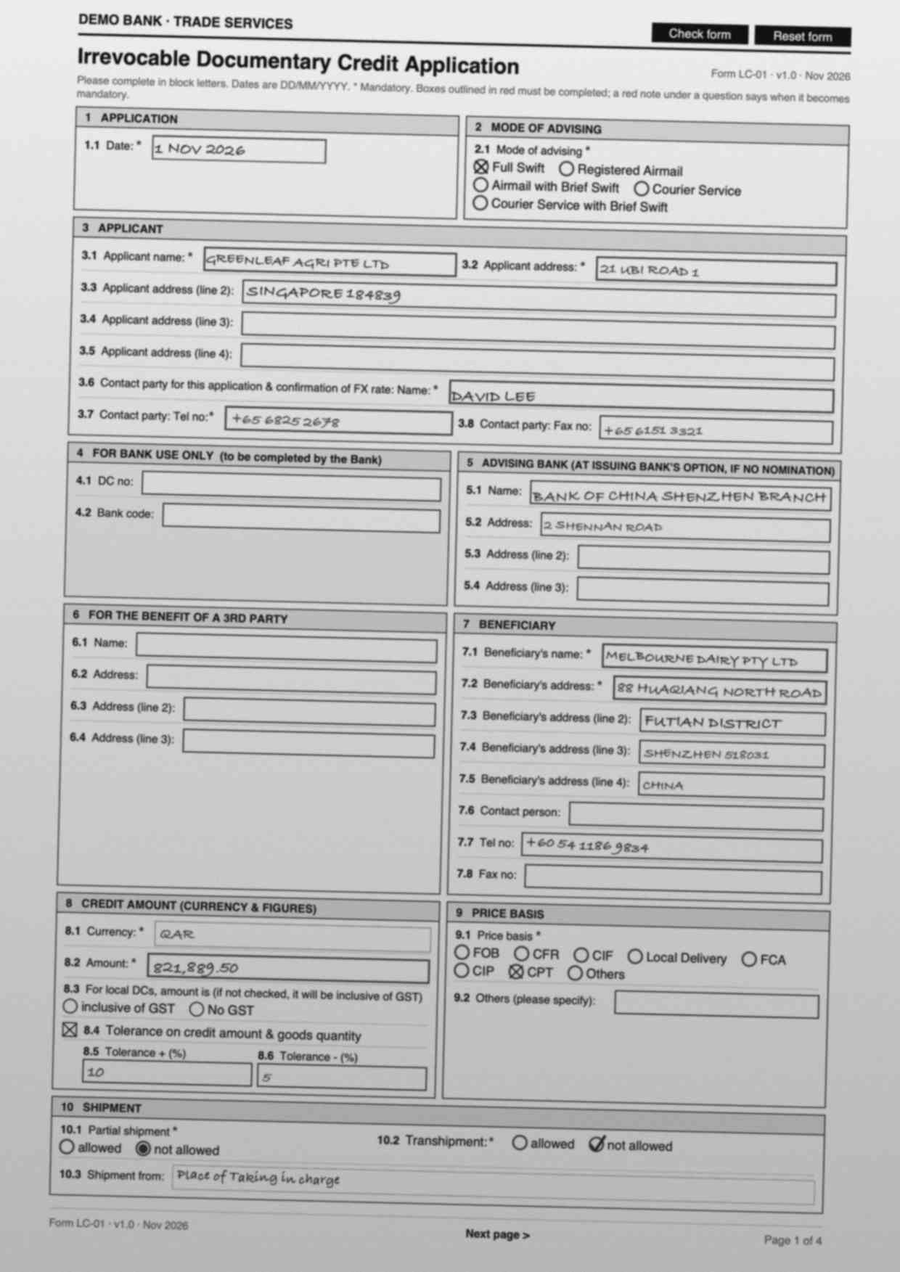 DEMO BANK · TRADE SERVICES
Check form Reset form
Irrevocable Documentary Credit Application
Form LC-01 · v1.0 · Nov 2026
Please complete in block letters. Dates are DD/MM/YYYY. * Mandatory. Boxes outlined in red must be completed; a red note under a question says when it becomes
mandatory.
1 APPLICATION
1.1 Date: * 1 NOV 2026
2 MODE OF ADVISING
2.1 Mode of advising *
Full Swift Registered Airmail
Airmail with Brief Swift Courier Service
Courier Service with Brief Swift
3 APPLICANT
3.1 Applicant name: * GREENLEAF AGRI PTE LTD 3.2 Applicant address: * 21 UBI ROAD 1
3.3 Applicant address (line 2): SINGAPORE 184839
3.4 Applicant address (line 3):
3.5 Applicant address (line 4):
3.6 Contact party for this application & confirmation of FX rate: Name: * DAVID LEE
3.7 Contact party: Tel no:* +65 6825 2678 3.8 Contact party: Fax no: +65 6151 3321
4 FOR BANK USE ONLY (to be completed by the Bank)
4.1 DC no:
4.2 Bank code:
5 ADVISING BANK (AT ISSUING BANK'S OPTION, IF NO NOMINATION)
5.1 Name: BANK OF CHINA SHENZHEN BRANCH
5.2 Address: 2 SHENNAN ROAD
5.3 Address (line 2):
5.4 Address (line 3):
6 FOR THE BENEFIT OF A 3RD PARTY
6.1 Name:
6.2 Address:
6.3 Address (line 2):
6.4 Address (line 3):
7 BENEFICIARY
7.1 Beneficiary's name: * MELBOURNE DAIRY PTY LTD
7.2 Beneficiary's address: * 88 HUAQIANG NORTH ROAD
7.3 Beneficiary's address (line 2): FUTIAN DISTRICT
7.4 Beneficiary's address (line 3): SHENZHEN 518031
7.5 Beneficiary's address (line 4): CHINA
7.6 Contact person:
7.7 Tel no: +60 54 1186 9834
7.8 Fax no:
8 CREDIT AMOUNT (CURRENCY & FIGURES)
8.1 Currency: * QAR
8.2 Amount: * 821,889.50
8.3 For local DCs, amount is (if not checked, it will be inclusive of GST)
inclusive of GST No GST
8.4 Tolerance on credit amount & goods quantity
8.5 Tolerance + (%) 8.6 Tolerance - (%)
10 5
9 PRICE BASIS
9.1 Price basis *
FOB CFR CIF Local Delivery FCA
CIP CPT Others
9.2 Others (please specify):
10 SHIPMENT
10.1 Partial shipment *
allowed not allowed
10.2 Transhipment:* allowed not allowed
10.3 Shipment from: Place of Taking in charge
Form LC-01 · v1.0 · Nov 2026
Next page >
Page 1 of 4